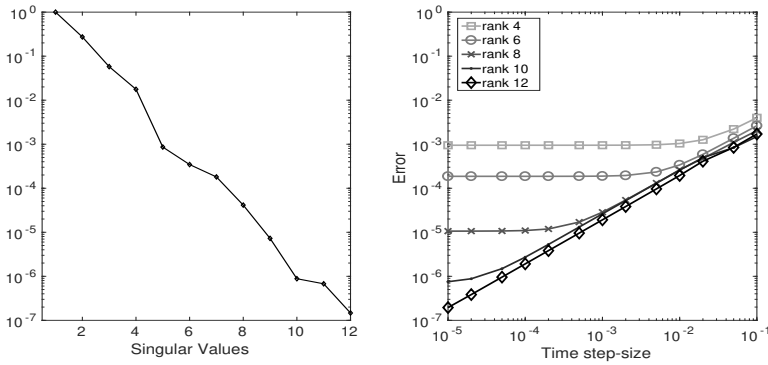 10^0
10^-1
10^-2
10^-3
10^-4
10^-5
10^-6
10^-7
2 4 6 8 10 12
Singular Values
Error
10^0
10^-1
10^-2
10^-3
10^-4
10^-5
10^-6
10^-7
rank 4
rank 6
rank 8
rank 10
rank 12
10^-5 10^-4 10^-3 10^-2 10^-1
Time step-size